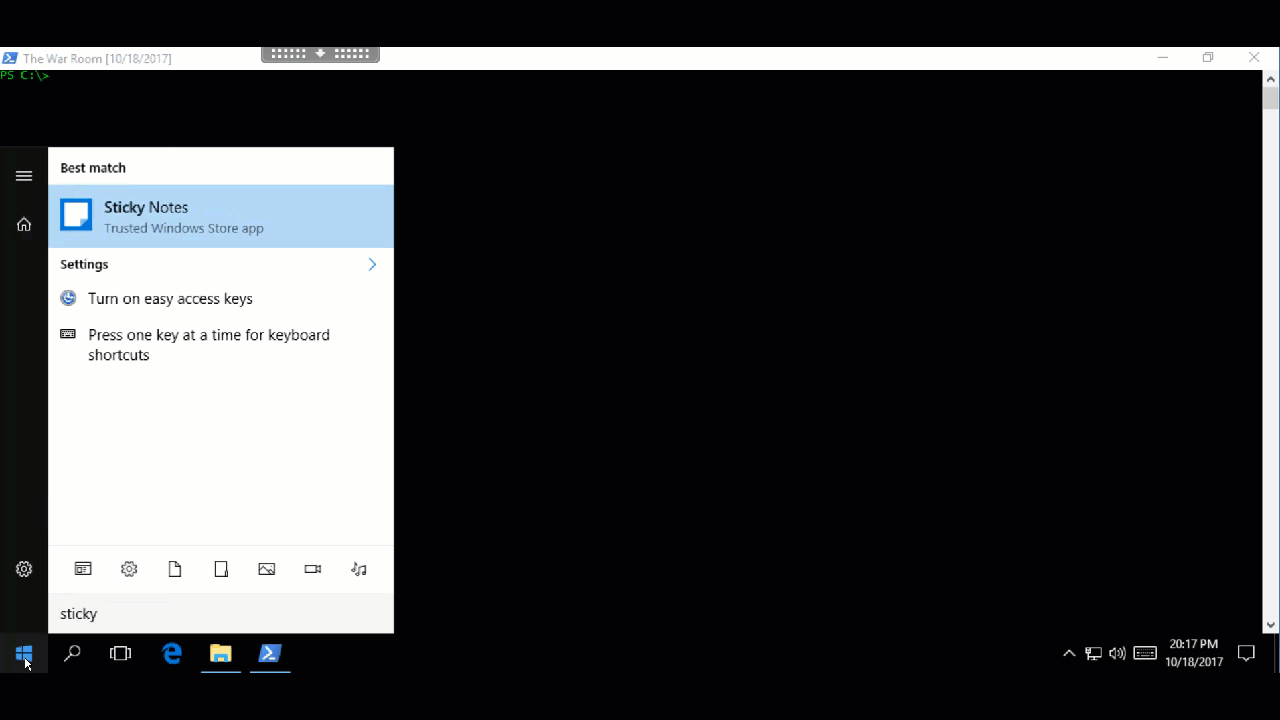 The War Room [10/18/2017]
PS C:\>
Best match
Sticky Notes
Trusted Windows Store app
Settings
Turn on easy access keys
Press one key at a time for keyboard
shortcuts
sticky
20:17 PM
10/18/2017